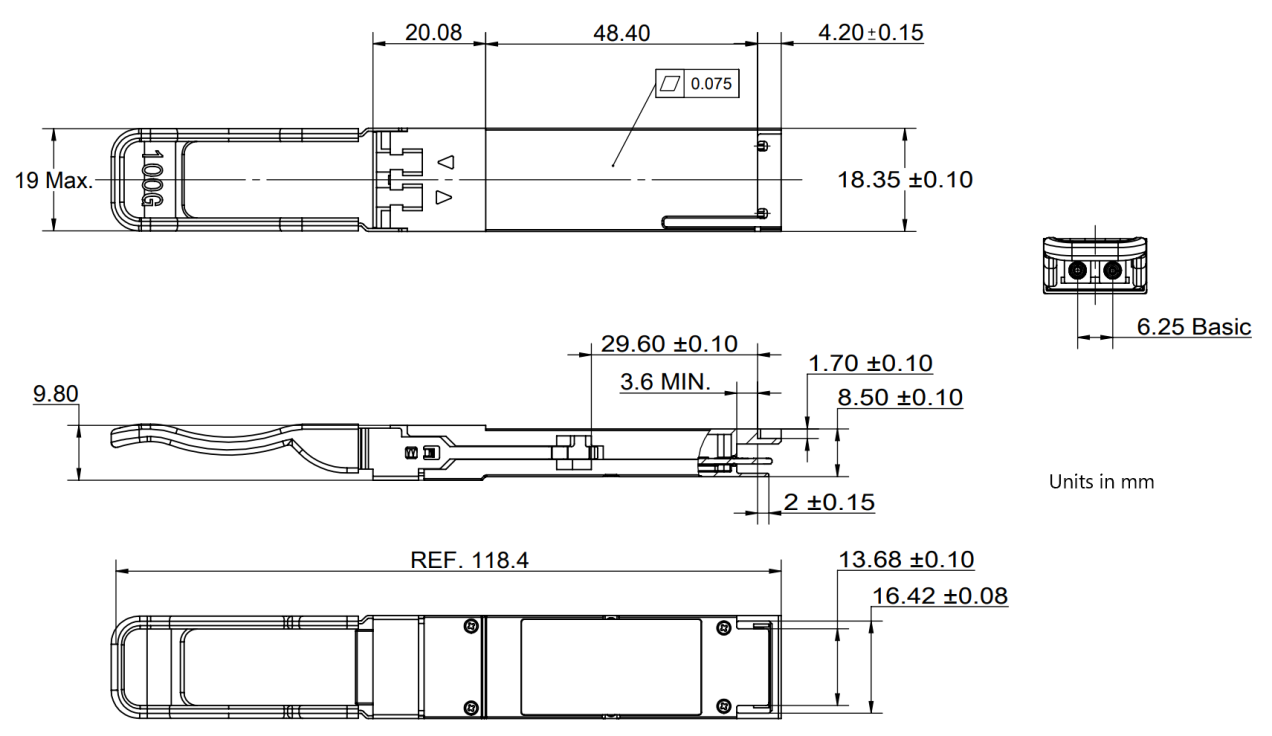 20.08
48.40
4.20±0.15
0.075
100G
19 Max.
18.35 ±0.10
6.25 Basic
29.60 ±0.10
1.70 ±0.10
3.6 MIN.
9.80
8.50 ±0.10
Units in mm
2 ±0.15
REF. 118.4
13.68 ±0.10
16.42 ±0.08